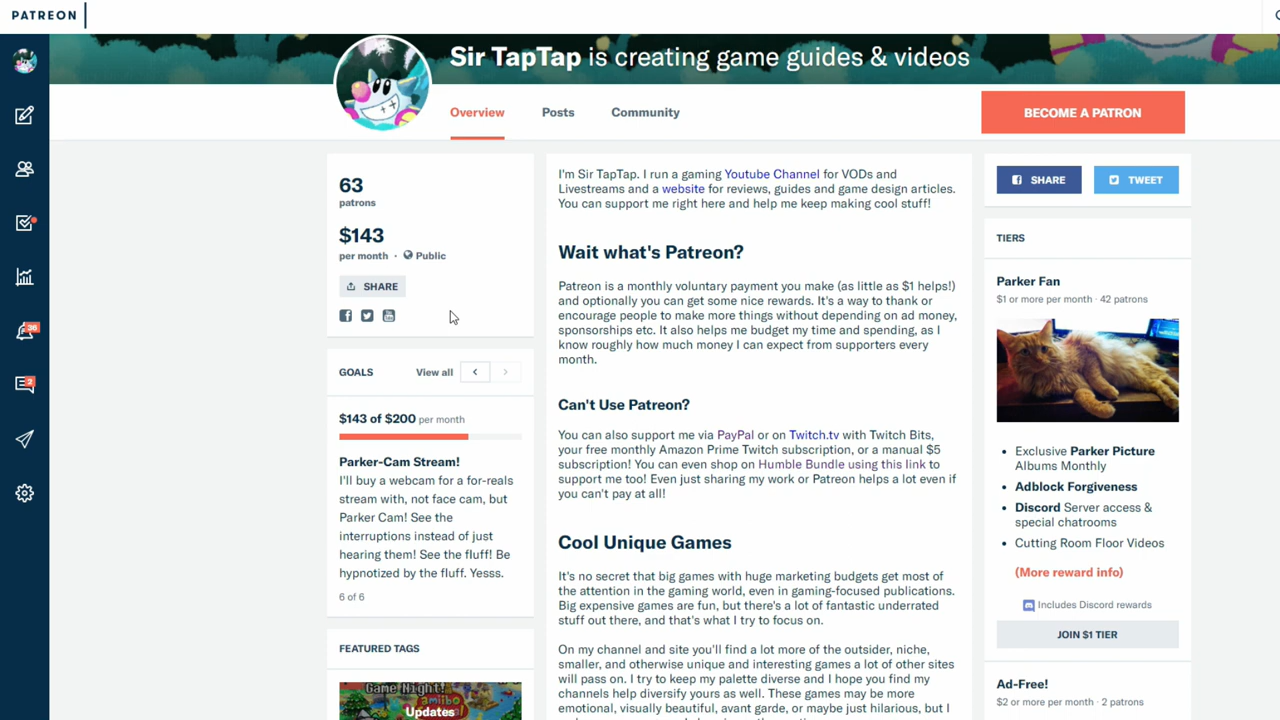 PATREON
Sir TapTap is creating game guides & videos
Overview
Posts
Community
BECOME A PATRON
63
patrons
$143
per month · Public
SHARE
GOALS
View all
$143 of $200 per month
Parker-Cam Stream!
I'll buy a webcam for a for-reals
stream with, not face cam, but
Parker Cam! See the
interruptions instead of just
hearing them! See the fluff! Be
hypnotized by the fluff. Yesss.
6 of 6
FEATURED TAGS
Game Night!
amiibo
Updates
I'm Sir TapTap. I run a gaming Youtube Channel for VODs and
Livestreams and a website for reviews, guides and game design articles.
You can support me right here and help me keep making cool stuff!
Wait what's Patreon?
Patreon is a monthly voluntary payment you make (as little as $1 helps!)
and optionally you can get some nice rewards. It's a way to thank or
encourage people to make more things without depending on ad money,
sponsorships etc. It also helps me budget my time and spending, as I
know roughly how much money I can expect from supporters every
month.
Can't Use Patreon?
You can also support me via PayPal or on Twitch.tv with Twitch Bits,
your free monthly Amazon Prime Twitch subscription, or a manual $5
subscription! You can even shop on Humble Bundle using this link to
support me too! Even just sharing my work or Patreon helps a lot even if
you can't pay at all!
Cool Unique Games
It's no secret that big games with huge marketing budgets get most of
the attention in the gaming world, even in gaming-focused publications.
Big expensive games are fun, but there's a lot of fantastic underrated
stuff out there, and that's what I try to focus on.
On my channel and site you'll find a lot more of the outsider, niche,
smaller, and otherwise unique and interesting games a lot of other sites
will pass on. I try to keep my palette diverse and I hope you find my
channels help diversify yours as well. These games may be more
emotional, visually beautiful, avant garde, or maybe just hilarious, but I
SHARE
TWEET
TIERS
Parker Fan
$1 or more per month · 42 patrons
Exclusive Parker Picture
Albums Monthly
Adblock Forgiveness
Discord Server access &
special chatrooms
Cutting Room Floor Videos
(More reward info)
Includes Discord rewards
JOIN $1 TIER
Ad-Free!
$2 or more per month · 2 patrons
36
2